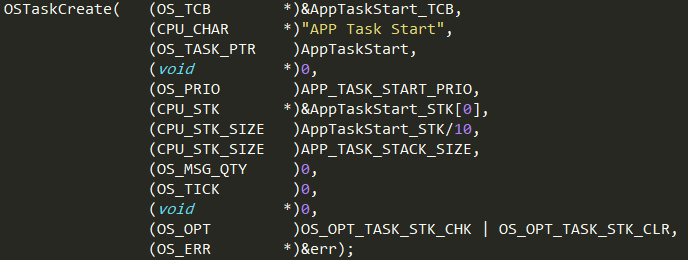 OSTaskCreate(   (OS_TCB       *)&AppTaskStart_TCB,
                (CPU_CHAR     *)"APP Task Start",
                (OS_TASK_PTR   )AppTaskStart,
                (void         *)0,
                (OS_PRIO       )APP_TASK_START_PRIO,
                (CPU_STK      *)&AppTaskStart_STK[0],
                (CPU_STK_SIZE  )AppTaskStart_STK/10,
                (CPU_STK_SIZE  )APP_TASK_STACK_SIZE,
                (OS_MSG_QTY    )0,
                (OS_TICK       )0,
                (void         *)0,
                (OS_OPT        )OS_OPT_TASK_STK_CHK | OS_OPT_TASK_STK_CLR,
                (OS_ERR       *)&err);